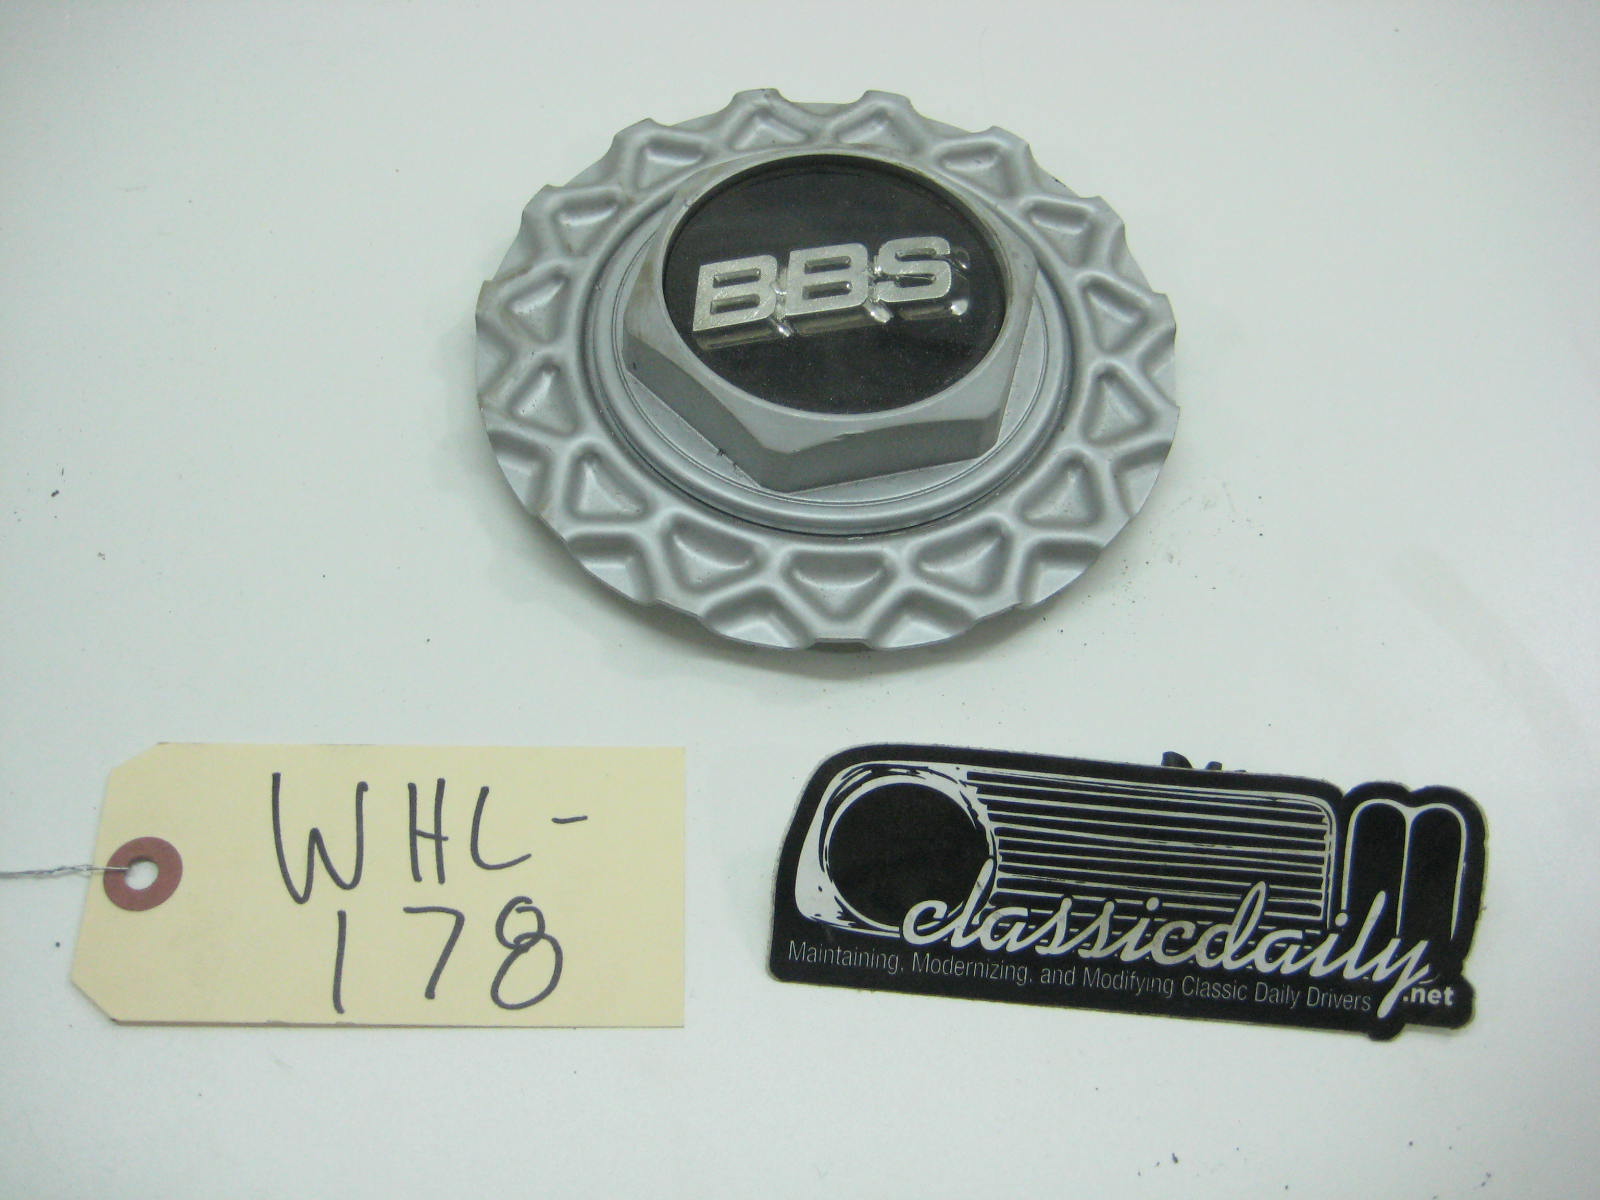 BBS
WHL-
178
classicdaily
.net
Maintaining, Modernizing, and Modifying Classic Daily Drivers